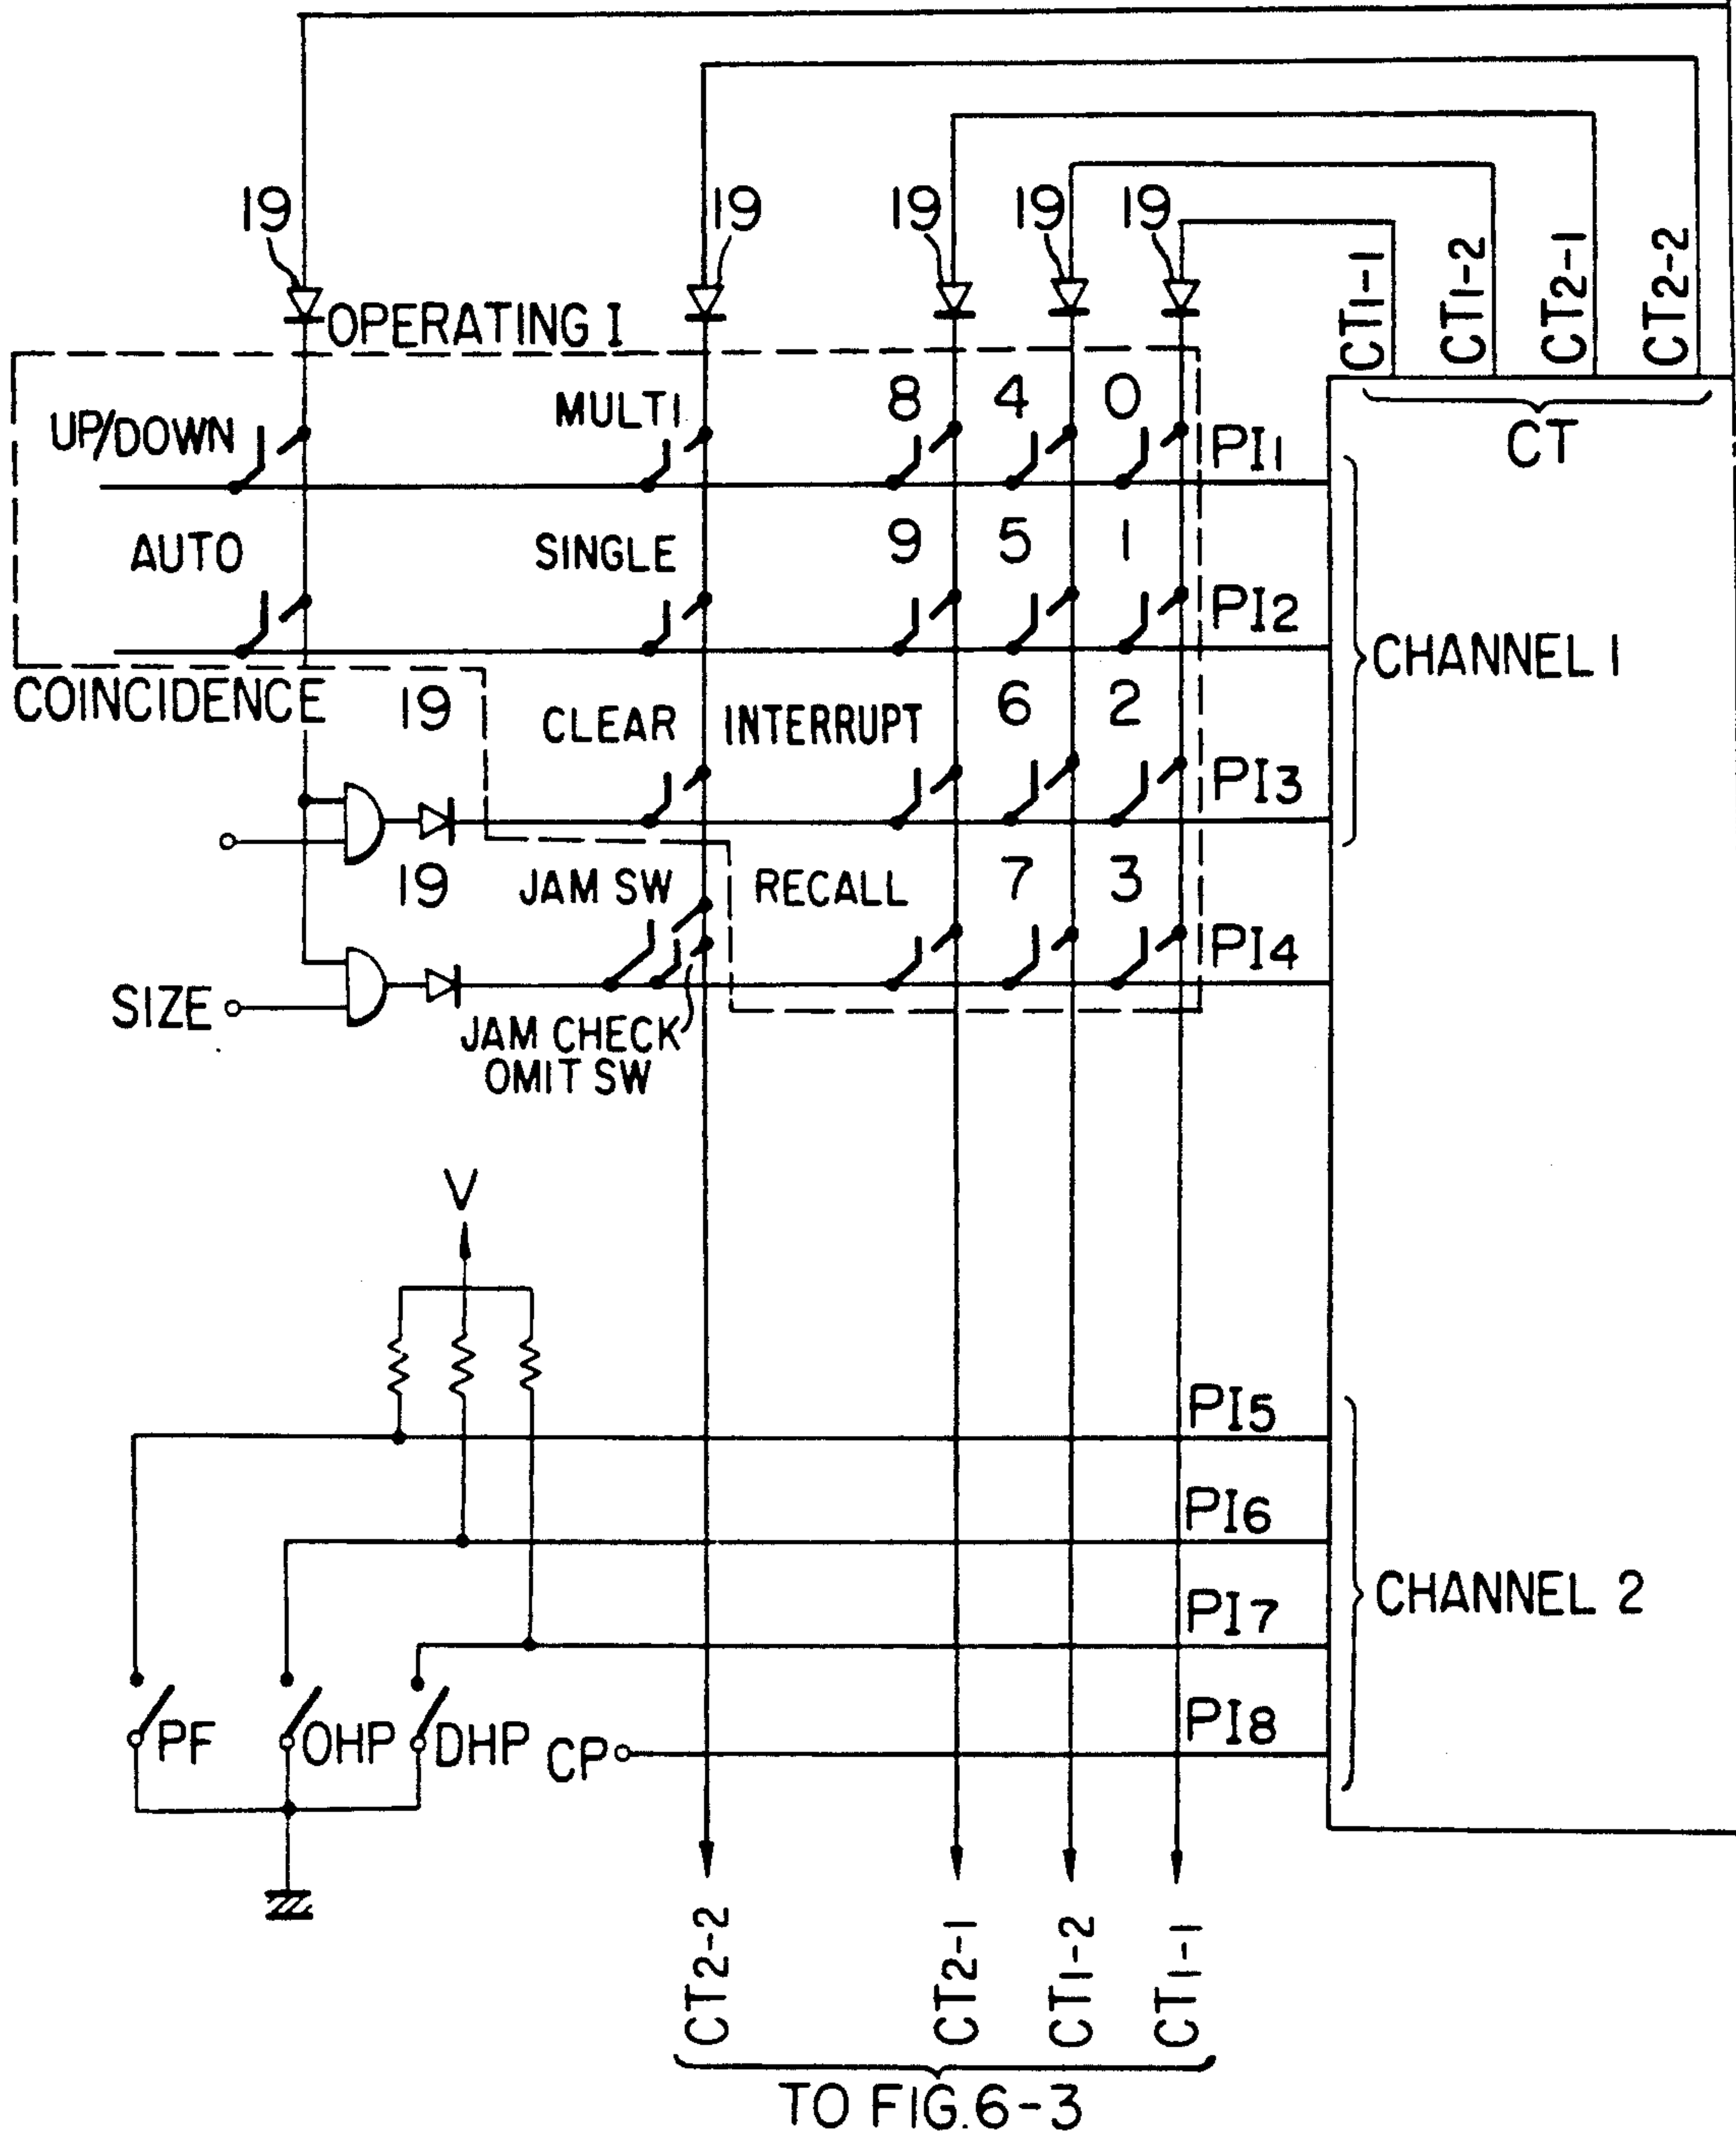 19 19 19 19 19
CT1-1
CT1-2
CT2-1
CT2-2
OPERATING I
CT
UP/DOWN MULTI 8 4 0 PI1
AUTO SINGLE 9 5 1 PI2
CHANNEL 1
COINCIDENCE 19 CLEAR INTERRUPT 6 2 PI3
19 JAM SW RECALL 7 3 PI4
SIZE
JAM CHECK
OMIT SW
V
PI5
PI6
CHANNEL 2
PI7
PI8
PF OHP DHP CP
CT2-2
CT2-1
CT1-2
CT1-1
TO FIG.6-3